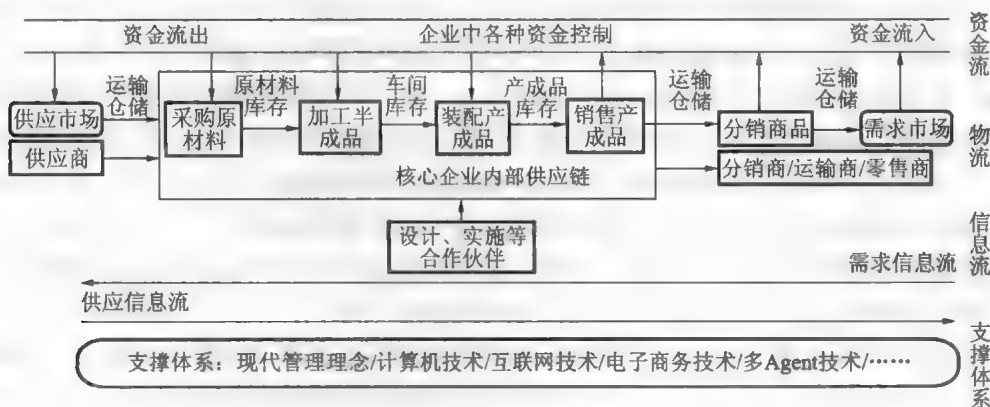 资金流出 企业中各种资金控制 资金流入
资金流
运输仓储
原材料库存
车间库存
产成品库存
运输仓储
运输仓储
供应市场
采购原材料
加工半成品
装配产成品
销售产成品
分销商品
需求市场
物流
供应商
核心企业内部供应链
分销商/运输商/零售商
设计、实施等
合作伙伴
信息流
需求信息流
供应信息流
支撑体系：现代管理理念/计算机技术/互联网技术/电子商务技术/多Agent技术/……
支撑体系